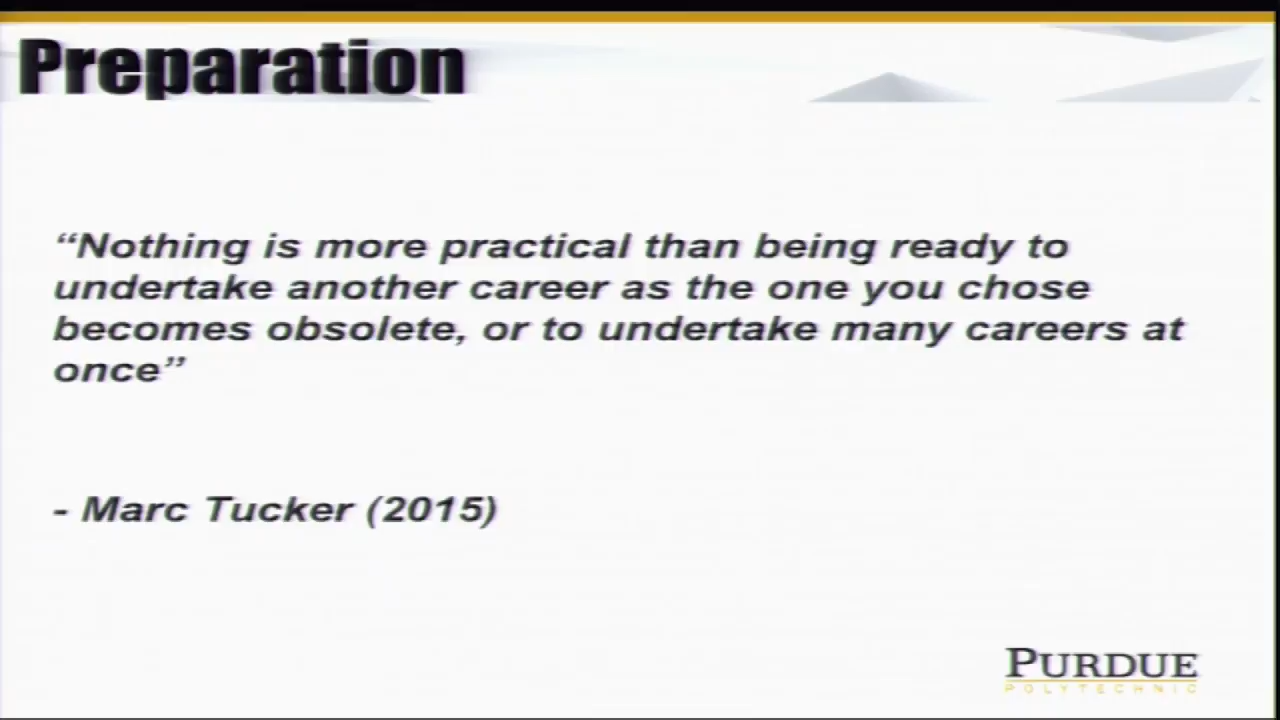 Preparation
“Nothing is more practical than being ready to
undertake another career as the one you chose
becomes obsolete, or to undertake many careers at
once”
- Marc Tucker (2015)
PURDUE
POLYTECHNIC